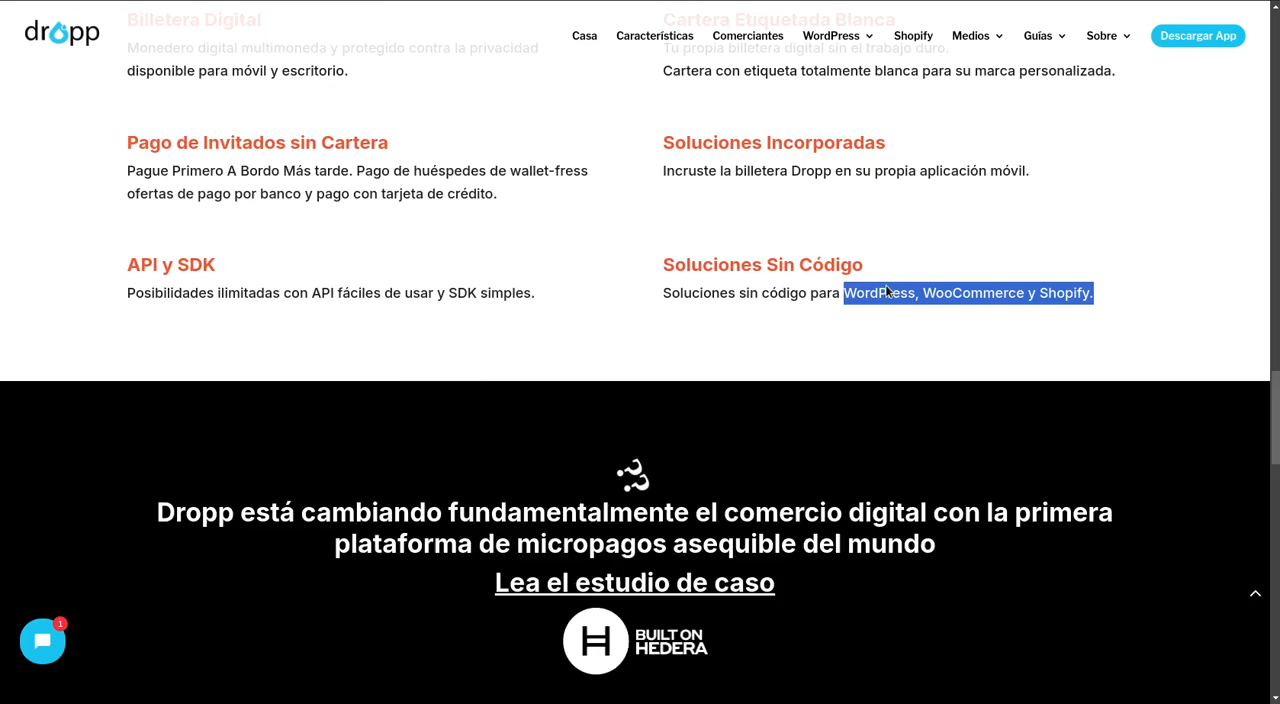 dropp
Casa Características Comerciantes WordPress Shopify Medios Guías Sobre Descargar App
Billetera Digital
Monedero digital multimoneda y protegido contra la privacidad
disponible para móvil y escritorio.
Cartera Etiquetada Blanca
Tu propia billetera digital sin el trabajo duro.
Cartera con etiqueta totalmente blanca para su marca personalizada.
Pago de Invitados sin Cartera
Pague Primero A Bordo Más tarde. Pago de huéspedes de wallet-fress
ofertas de pago por banco y pago con tarjeta de crédito.
Soluciones Incorporadas
Incruste la billetera Dropp en su propia aplicación móvil.
API y SDK
Posibilidades ilimitadas con API fáciles de usar y SDK simples.
Soluciones Sin Código
Soluciones sin código para WordPress, WooCommerce y Shopify.
Dropp está cambiando fundamentalmente el comercio digital con la primera
plataforma de micropagos asequible del mundo
Lea el estudio de caso
H BUILT ON
HEDERA
1